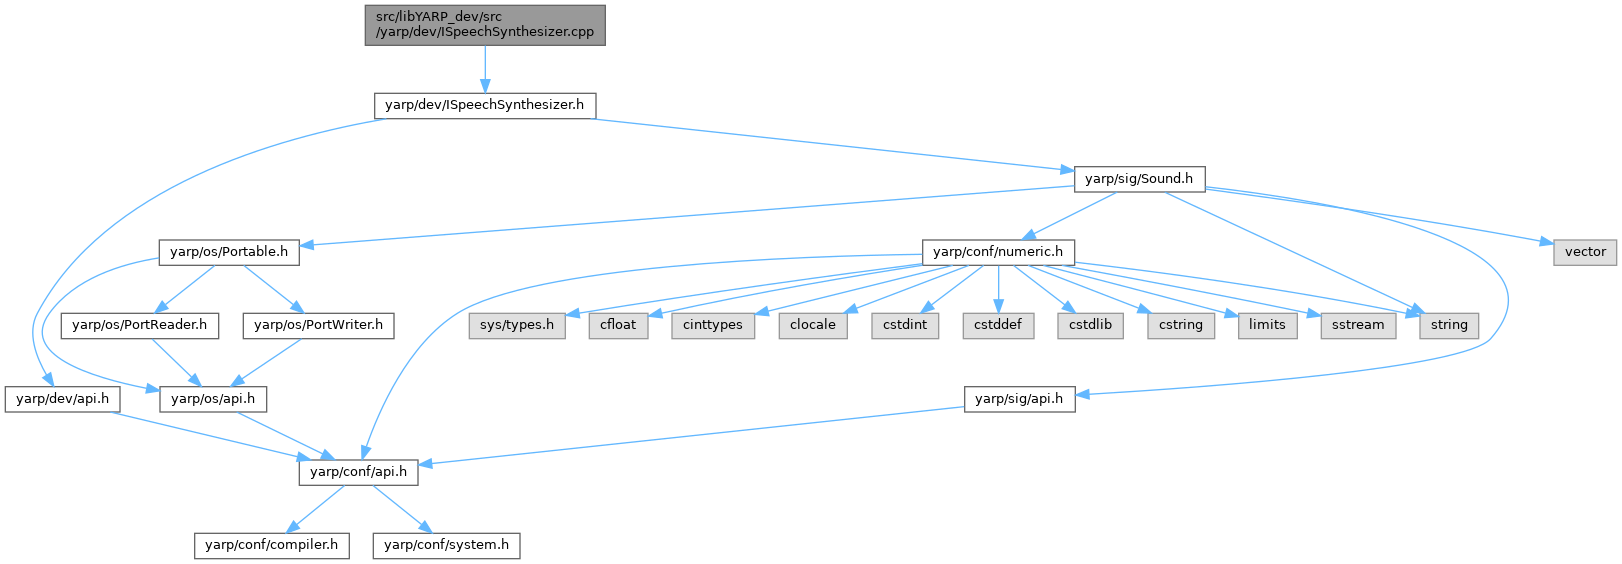 src/libYARP_dev/src
/yarp/dev/ISpeechSynthesizer.cpp
yarp/dev/ISpeechSynthesizer.h
yarp/sig/Sound.h
yarp/os/Portable.h
yarp/conf/numeric.h
vector
yarp/os/PortReader.h
yarp/os/PortWriter.h
sys/types.h
cfloat
cinttypes
clocale
cstdint
cstddef
cstdlib
cstring
limits
sstream
string
yarp/dev/api.h
yarp/os/api.h
yarp/sig/api.h
yarp/conf/api.h
yarp/conf/compiler.h
yarp/conf/system.h